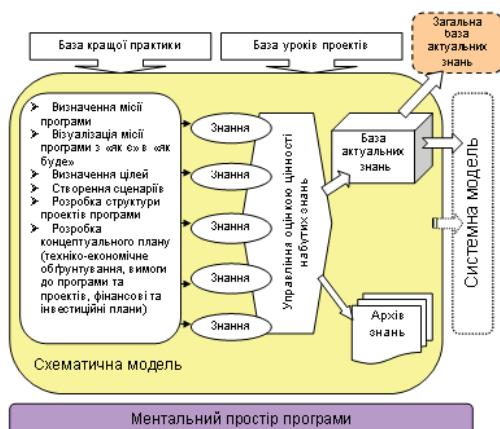 База кращої практики
База уроків проектів
Загальна
база
актуальних
знань
➢ Визначення місії
програми
➢ Візуалізація місії
програми з «як є» в «як
буде»
➢ Визначення цілей
➢ Створення сценаріїв
➢ Розробка структури
проектів програми
➢ Розробка
концептуального плану
(техніко-економічне
обґрунтування, вимоги
до програми та
проектів, фінансові та
інвестиційні плани)
Знання
Знання
Знання
Знання
Знання
Управління оцінкою цінності
набутих знань
База
актуальних
знань
Архів
знань
Системна модель
Схематична модель
Ментальний простір програми